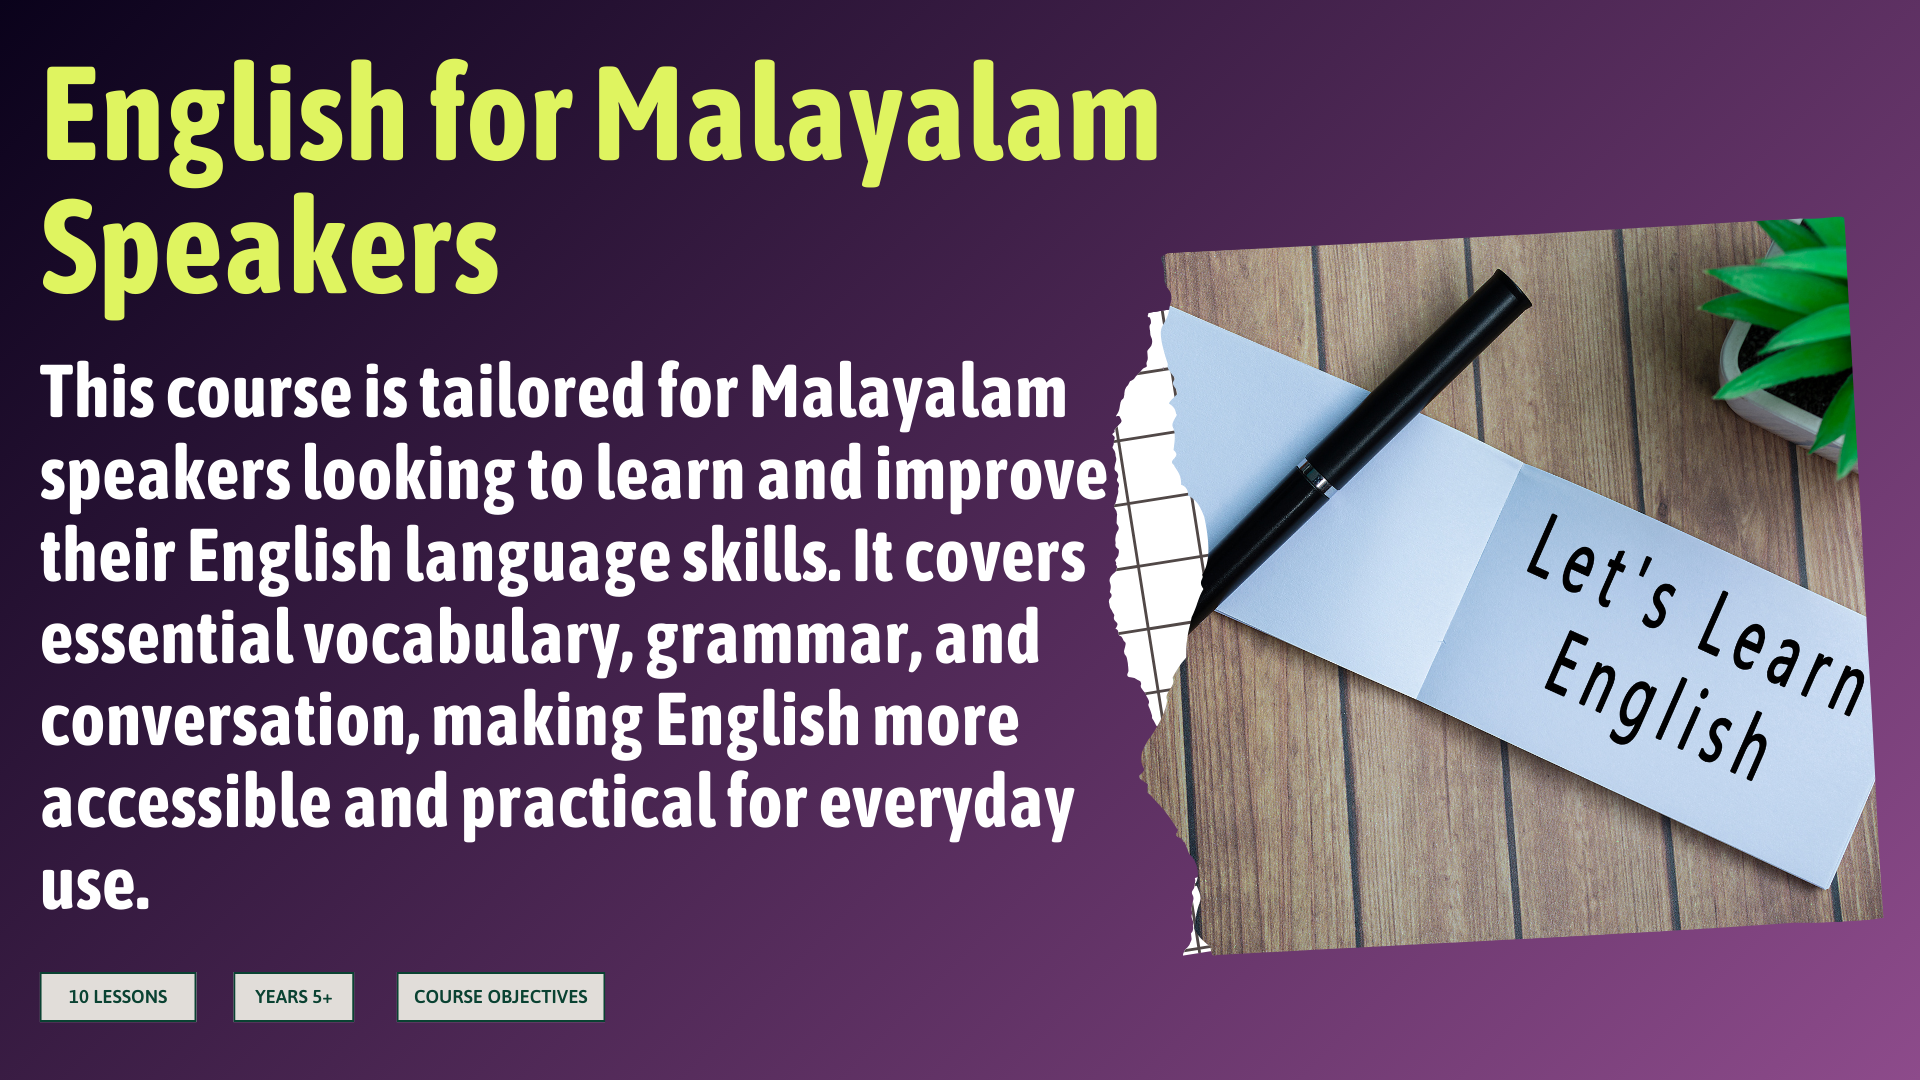 English for Malayalam
Speakers
This course is tailored for Malayalam
speakers looking to learn and improve
their English language skills. It covers
essential vocabulary, grammar, and
conversation, making English more
accessible and practical for everyday
use.
Let's Learn
English
10 LESSONS
YEARS 5+
COURSE OBJECTIVES